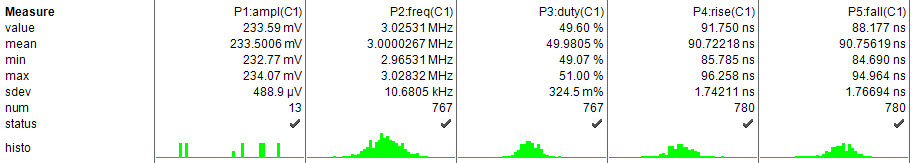 Measure P1:ampl(C1) P2:freq(C1) P3:duty(C1) P4:rise(C1) P5:fall(C1)
value 233.59 mV 3.02531 MHz 49.60 % 91.750 ns 88.177 ns
mean 233.5006 mV 3.0000267 MHz 49.9805 % 90.72218 ns 90.75619 ns
min 232.77 mV 2.96531 MHz 49.07 % 85.785 ns 84.690 ns
max 234.07 mV 3.02832 MHz 51.00 % 96.258 ns 94.964 ns
sdev 488.9 µV 10.6805 kHz 324.5 m% 1.74211 ns 1.76694 ns
num 13 767 767 780 780
status
histo